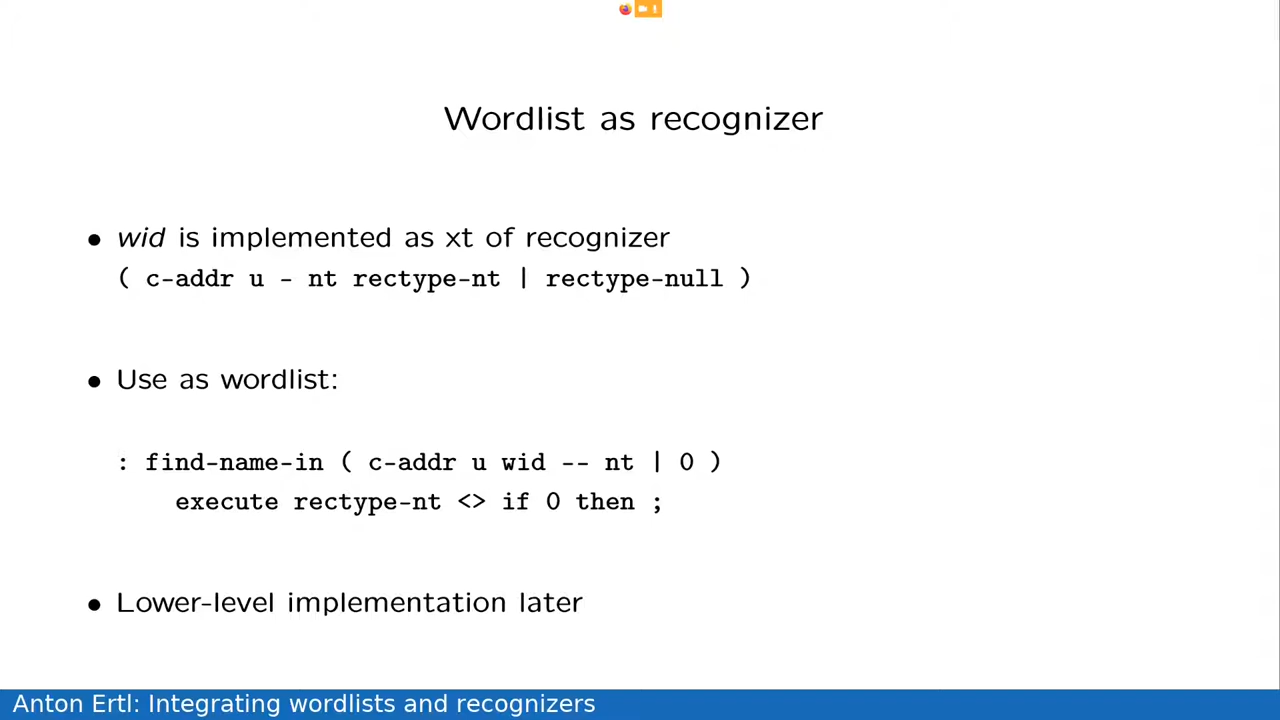 Wordlist as recognizer
• wid is implemented as xt of recognizer
( c-addr u - nt rectype-nt | rectype-null )
• Use as wordlist:
: find-name-in ( c-addr u wid -- nt | 0 )
execute rectype-nt <> if 0 then ;
• Lower-level implementation later
Anton Ertl: Integrating wordlists and recognizers